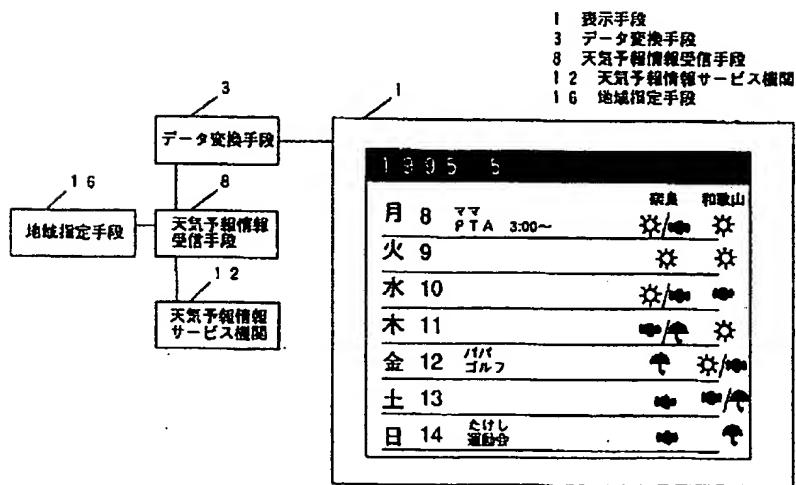 1 表示手段
3 データ変換手段
8 天気予報情報受信手段
12 天気予報情報サービス機関
16 地域指定手段
3
1
データ変換手段
16
8
地域指定手段
天気予報情報
受信手段
12
天気予報情報
サービス機関
1995 5
奈良 和歌山
月 8 ママ
PTA 3:00~
火 9
水 10
木 11
金 12 パパ
ゴルフ
土 13
日 14 たけし
運動会